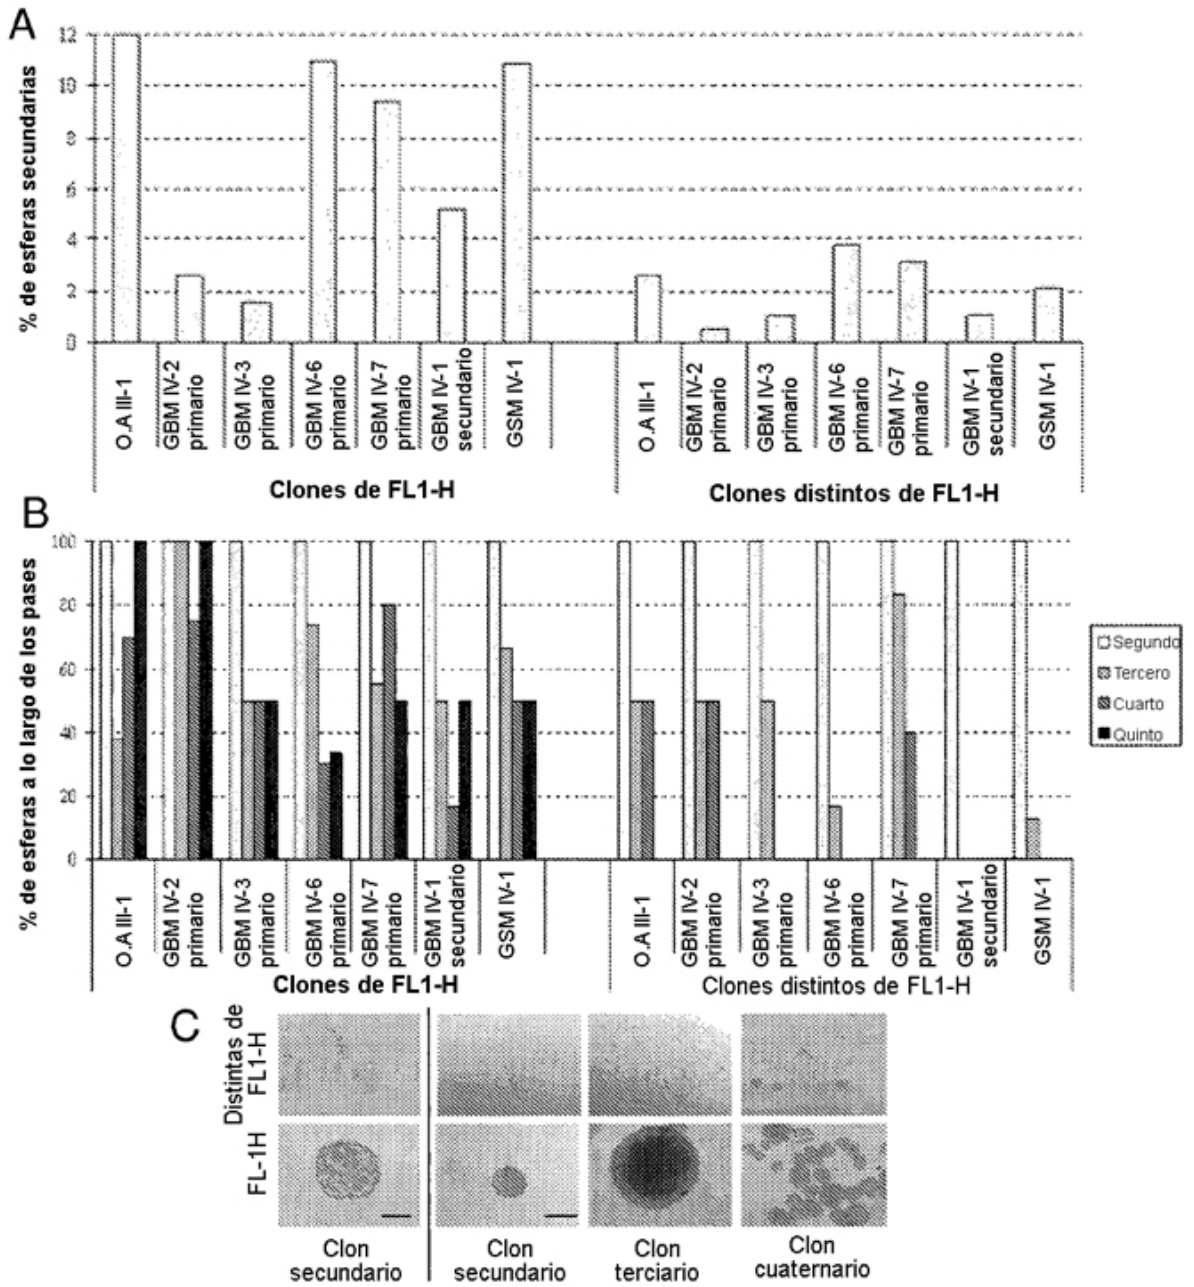 A
% de esferas secundarias
12
10
8
6
4
2
0
O.A III-1
GBM IV-2
primario
GBM IV-3
primario
GBM IV-6
primario
GBM IV-7
primario
GBM IV-1
secundario
GSM IV-1
O.A III-1
GBM IV-2
primario
GBM IV-3
primario
GBM IV-6
primario
GBM IV-7
primario
GBM IV-1
secundario
GSM IV-1
Clones de FL1-H
Clones distintos de FL1-H
B
% de esferas a lo largo de los pases
100
80
60
40
20
0
Segundo
Tercero
Cuarto
Quinto
O.A III-1
GBM IV-2
primario
GBM IV-3
primario
GBM IV-6
primario
GBM IV-7
primario
GBM IV-1
secundario
GSM IV-1
O.A III-1
GBM IV-2
primario
GBM IV-3
primario
GBM IV-6
primario
GBM IV-7
primario
GBM IV-1
secundario
GSM IV-1
Clones de FL1-H
Clones distintos de FL1-H
C
Distintas de
FL1-H
FL-1H
Clon
secundario
Clon
secundario
Clon
terciario
Clon
cuaternario